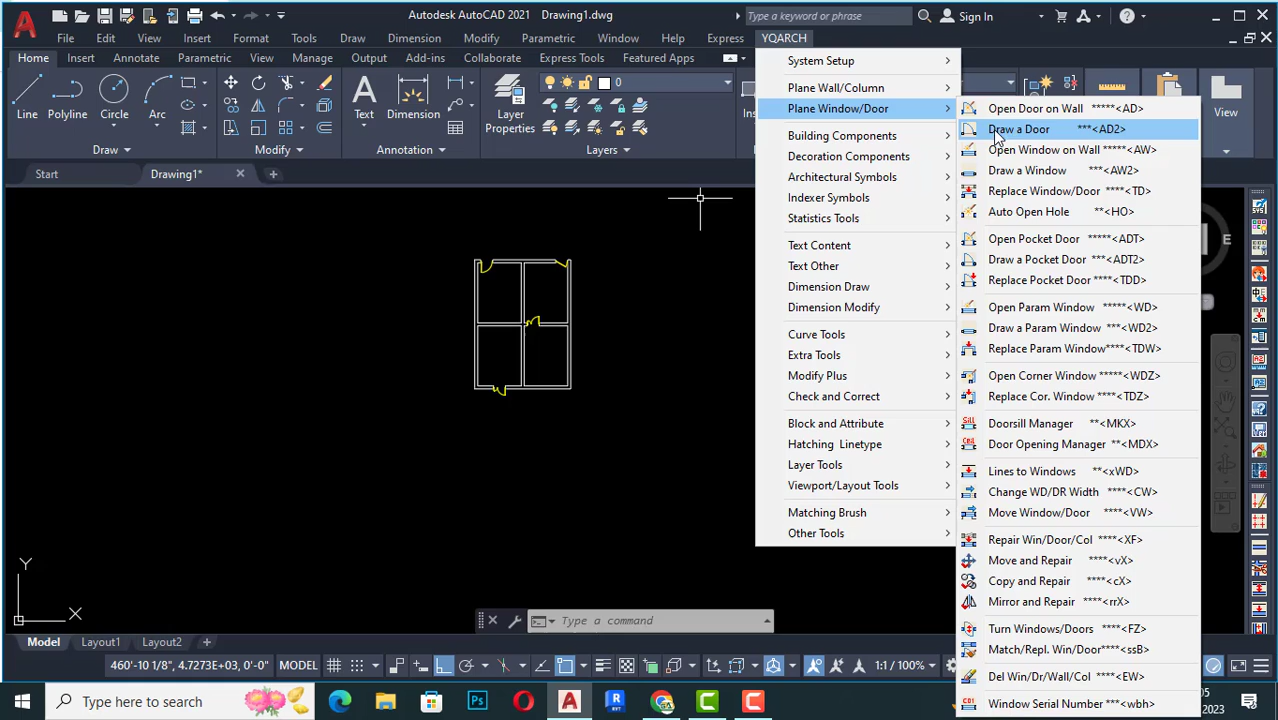 Autodesk AutoCAD 2021 Drawing1.dwg
Type a keyword or phrase
Sign In
File Edit View Insert Format Tools Draw Dimension Modify Parametric Window Help Express YQARCH
Home Insert Annotate Parametric View Manage Output Add-ins Collaborate Express Tools Featured Apps
Line Polyline Circle Arc
Text Dimension
Layer Properties
0
View
Draw Modify Annotation Layers
Start Drawing1*
System Setup
Plane Wall/Column
Plane Window/Door
Building Components
Decoration Components
Architectural Symbols
Indexer Symbols
Statistics Tools
Text Content
Text Other
Dimension Draw
Dimension Modify
Curve Tools
Extra Tools
Modify Plus
Check and Correct
Block and Attribute
Hatching Linetype
Layer Tools
Viewport/Layout Tools
Matching Brush
Other Tools
Open Door on Wall *****<AD>
Draw a Door ***<AD2>
Open Window on Wall *****<AW>
Draw a Window ***<AW2>
Replace Window/Door ****<TD>
Auto Open Hole **<HO>
Open Pocket Door *****<ADT>
Draw a Pocket Door ***<ADT2>
Replace Pocket Door ****<TDD>
Open Param Window ****<WD>
Draw a Param Window ***<WD2>
Replace Param Window****<TDW>
Open Corner Window ****<WDZ>
Replace Cor. Window ****<TDZ>
Doorsill Manager **<MKX>
Door Opening Manager **<MDX>
Lines to Windows **<xWD>
Change WD/DR Width ****<CW>
Move Window/Door ****<VW>
Repair Win/Door/Col ****<XF>
Move and Repair ****<vX>
Copy and Repair ****<cX>
Mirror and Repair ****<rrX>
Turn Windows/Doors ****<FZ>
Match/Repl. Win/Door****<ssB>
Del Win/Dr/Wall/Col ****<EW>
Window Serial Number ***<wbh>
E
Y
X
Type a command
Model Layout1 Layout2
460'-10 1/8", 4.7273E+03, 0'-0" MODEL 1:1 / 100%
Type here to search
2023